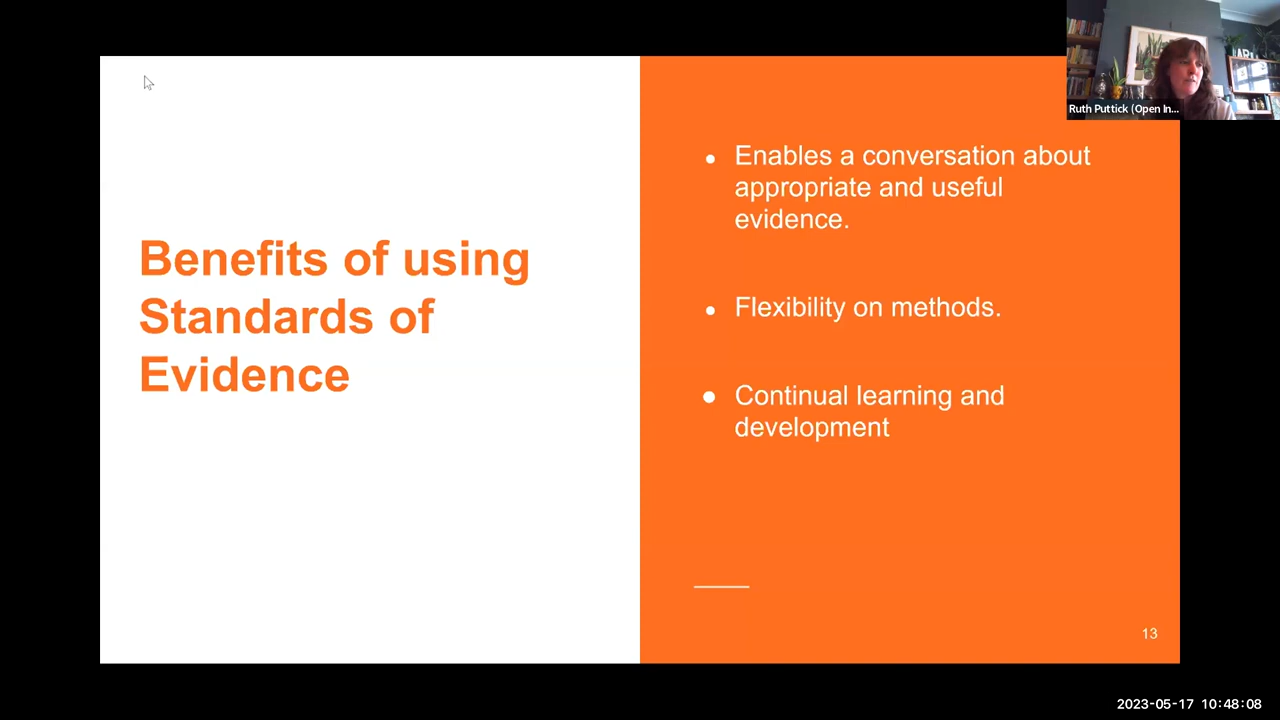 Ruth Puttick (Open In...
Benefits of using
Standards of
Evidence
● Enables a conversation about
appropriate and useful
evidence.
● Flexibility on methods.
● Continual learning and
development
13
2023-05-17 10:48:08